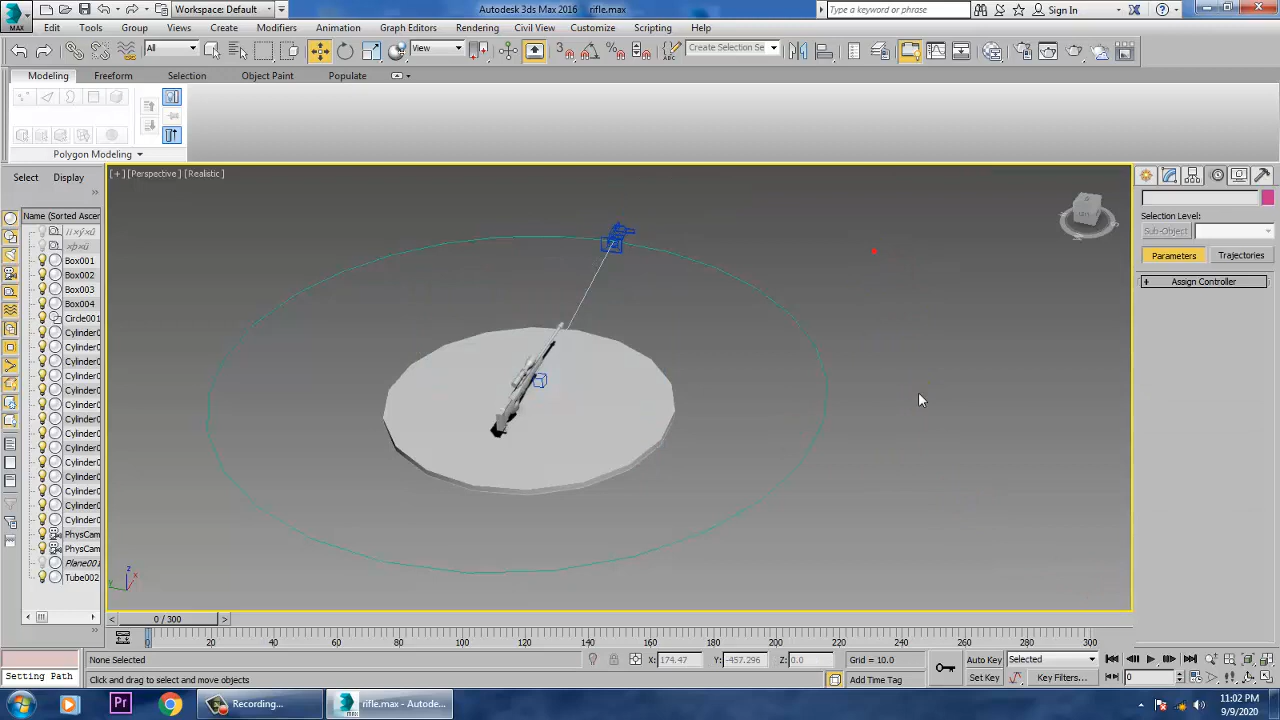 Workspace: Default
Autodesk 3ds Max 2016
rifle.max
Type a keyword or phrase
Sign In
MAX
Edit Tools Group Views Create Modifiers Animation Graph Editors Rendering Civil View Customize Scripting Help
All
View
Create Selection Se
Modeling Freeform Selection Object Paint Populate
Polygon Modeling
Select Display
Name (Sorted Ascer
Box001
Box002
Box003
Box004
Circle001
Cylinder0
Cylinder0
Cylinder0
Cylinder0
Cylinder0
Cylinder0
Cylinder0
Cylinder0
Cylinder0
Cylinder0
Cylinder0
Cylinder0
Cylinder0
Cylinder0
PhysCam
PhysCam
Plane001
Tube002
[+] [Perspective] [Realistic]
Selection Level:
Sub-Object
Parameters Trajectories
+ Assign Controller
z
x
y
< 0 / 300 >
0 20 40 60 80 100 120 140 160 180 200 220 240 260 280 300
None Selected
X: 174.47 Y: -457.296 Z: 0.0 Grid = 10.0
Auto Key Selected
Setting Path
Click and drag to select and move objects
Add Time Tag
Set Key Key Filters...
0
Pr
Recording...
MAX
rifle.max - Autode...
11:02 PM
9/9/2020